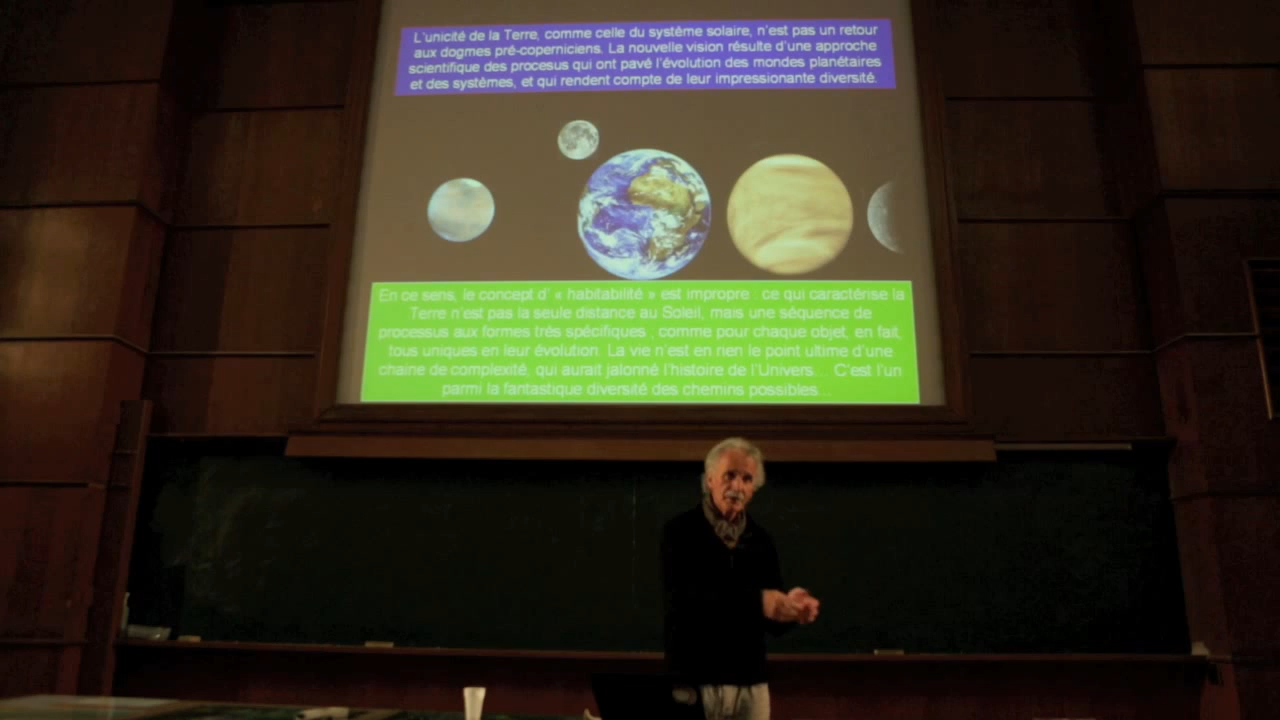 L'unicité de la Terre, comme celle du système solaire, n'est pas un retour
aux dogmes pré-coperniciens. La nouvelle vision résulte d'une approche
scientifique des procesus qui ont pavé l'évolution des mondes planétaires
et des systèmes, et qui rendent compte de leur impressionante diversité.
En ce sens, le concept d' « habitabilité » est impropre : ce qui caractérise la
Terre n'est pas la seule distance au Soleil, mais une séquence de
processus aux formes très spécifiques ; comme pour chaque objet, en fait,
tous uniques en leur évolution. La vie n'est en rien le point ultime d'une
chaine de complexité, qui aurait jalonné l'histoire de l'Univers... C'est l'un
parmi la fantastique diversité des chemins possibles...